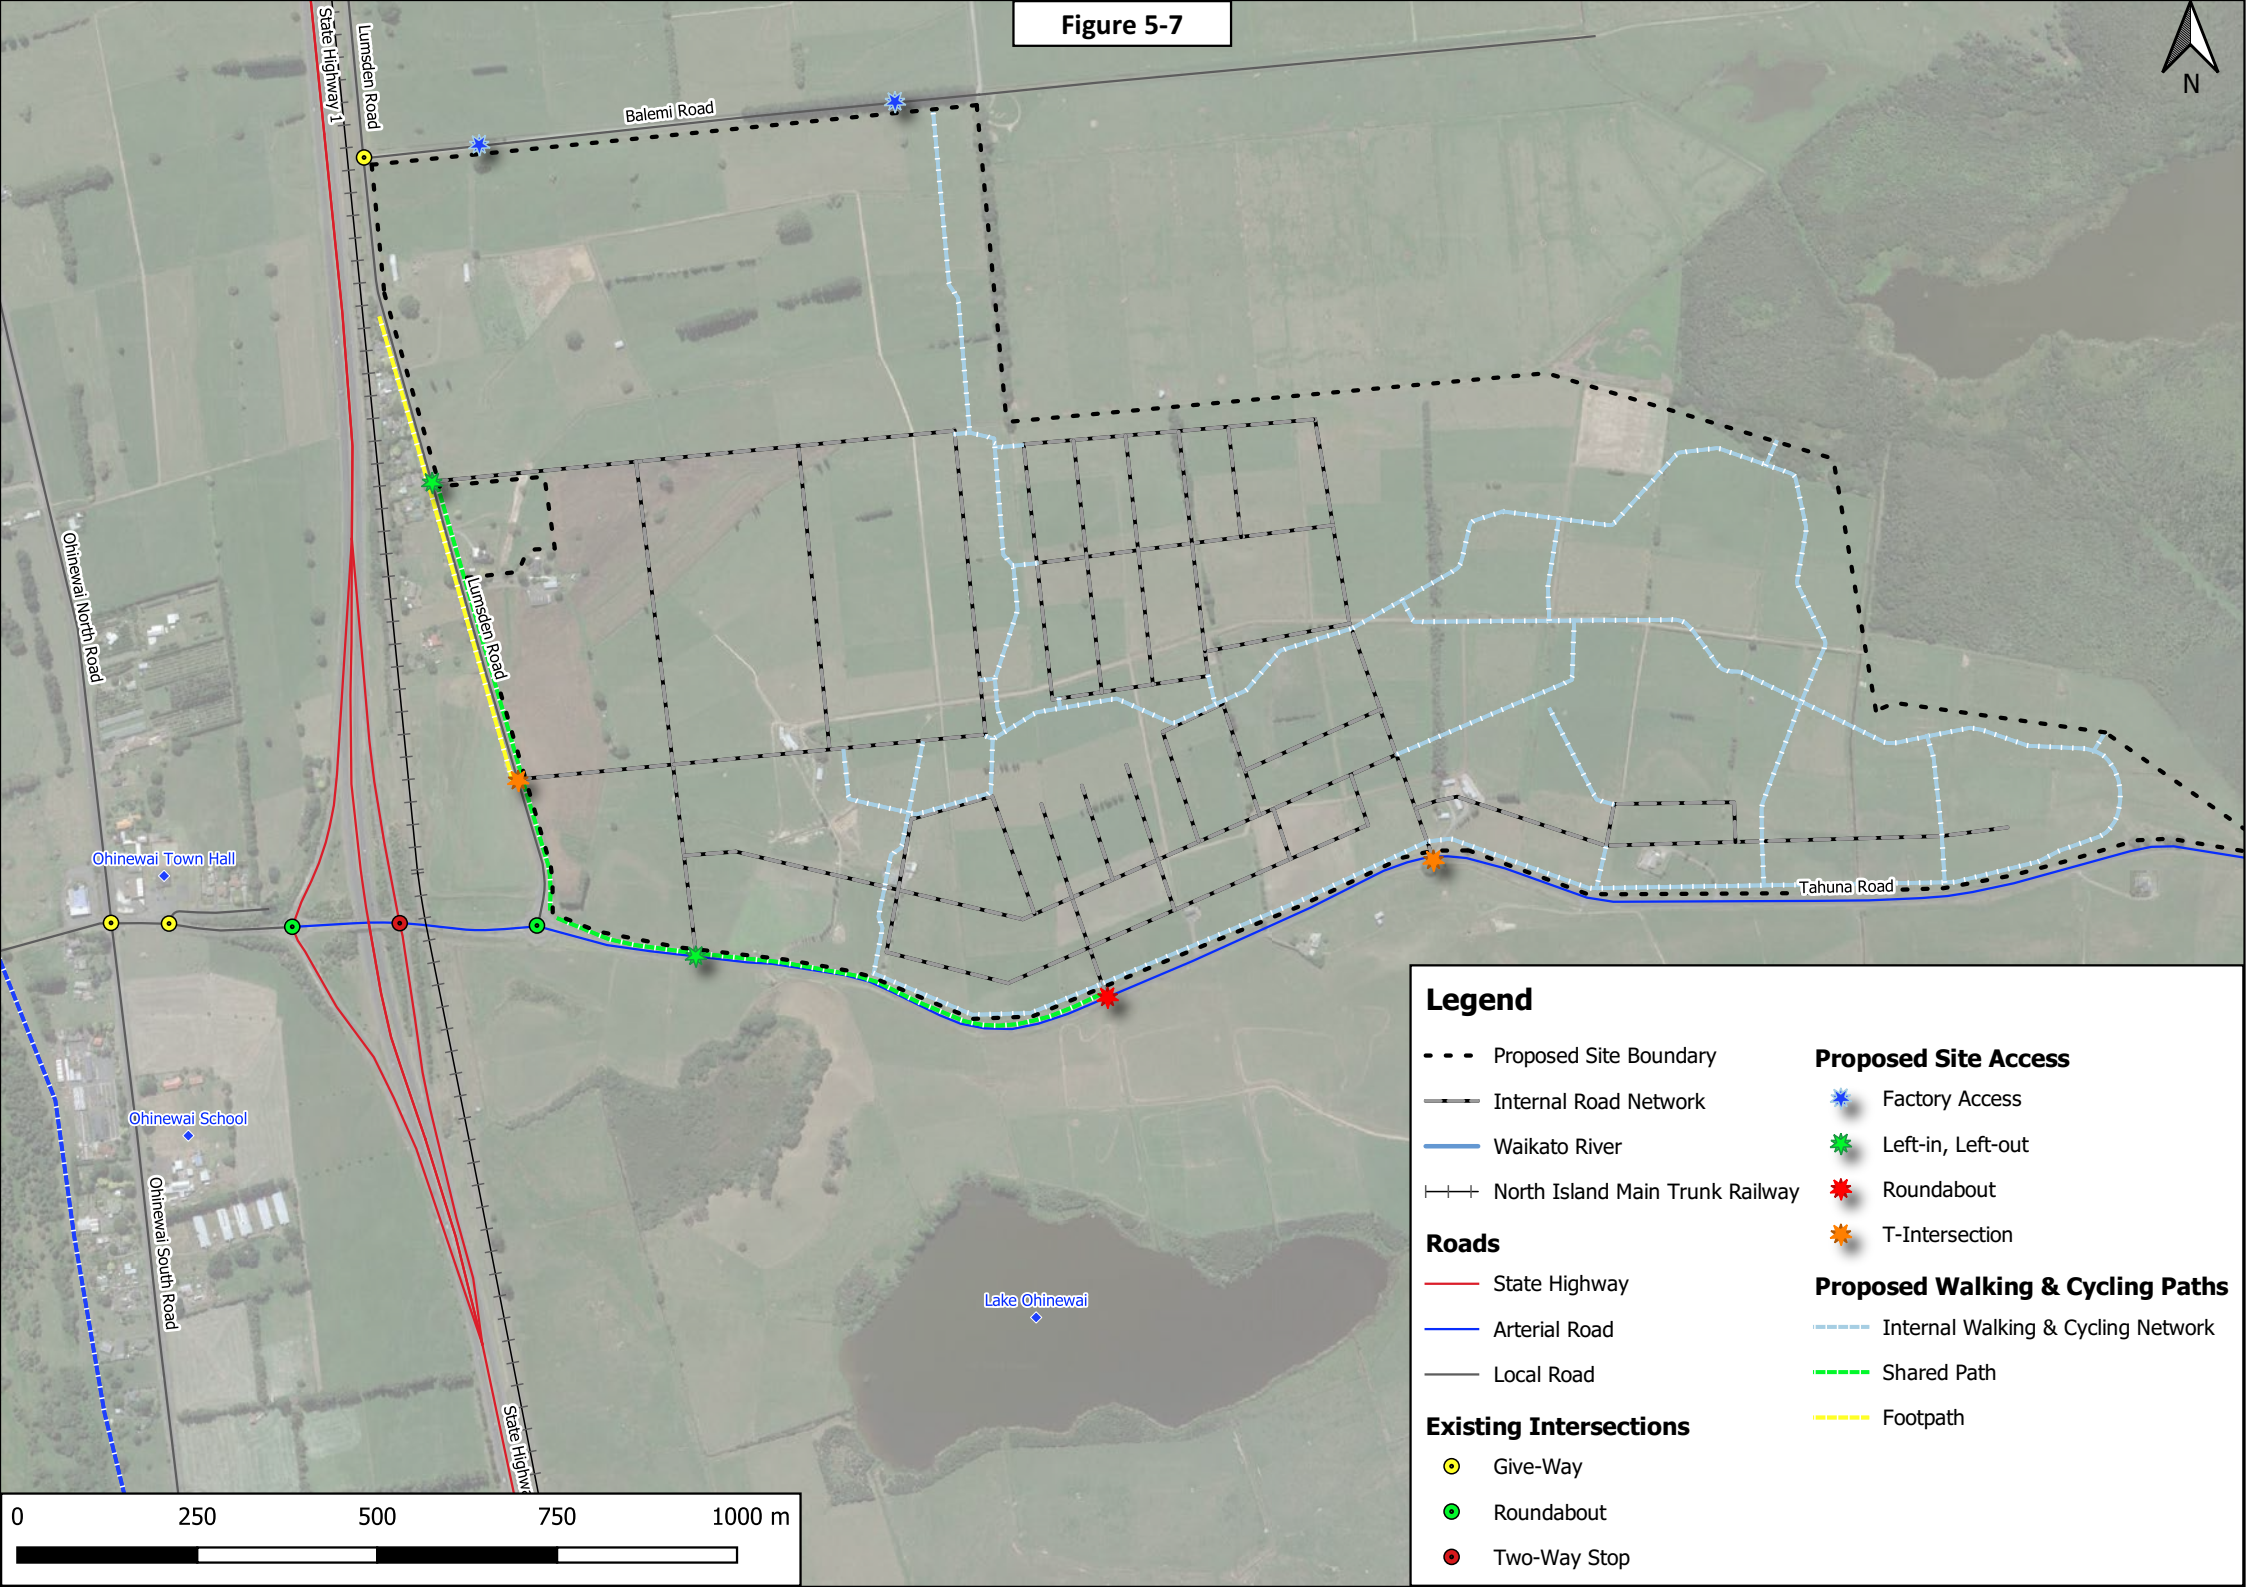 Figure 5-7
N
State Highway 1
Lumsden Road
Balemi Road
Ohinewai North Road
Lumsden Road
Ohinewai Town Hall
Tahuna Road
Ohinewai School
Ohinewai South Road
Lake Ohinewai
State Highwa
0 250 500 750 1000 m
Legend
Proposed Site Boundary
Internal Road Network
Waikato River
North Island Main Trunk Railway
Roads
State Highway
Arterial Road
Local Road
Existing Intersections
Give-Way
Roundabout
Two-Way Stop
Proposed Site Access
Factory Access
Left-in, Left-out
Roundabout
T-Intersection
Proposed Walking & Cycling Paths
Internal Walking & Cycling Network
Shared Path
Footpath